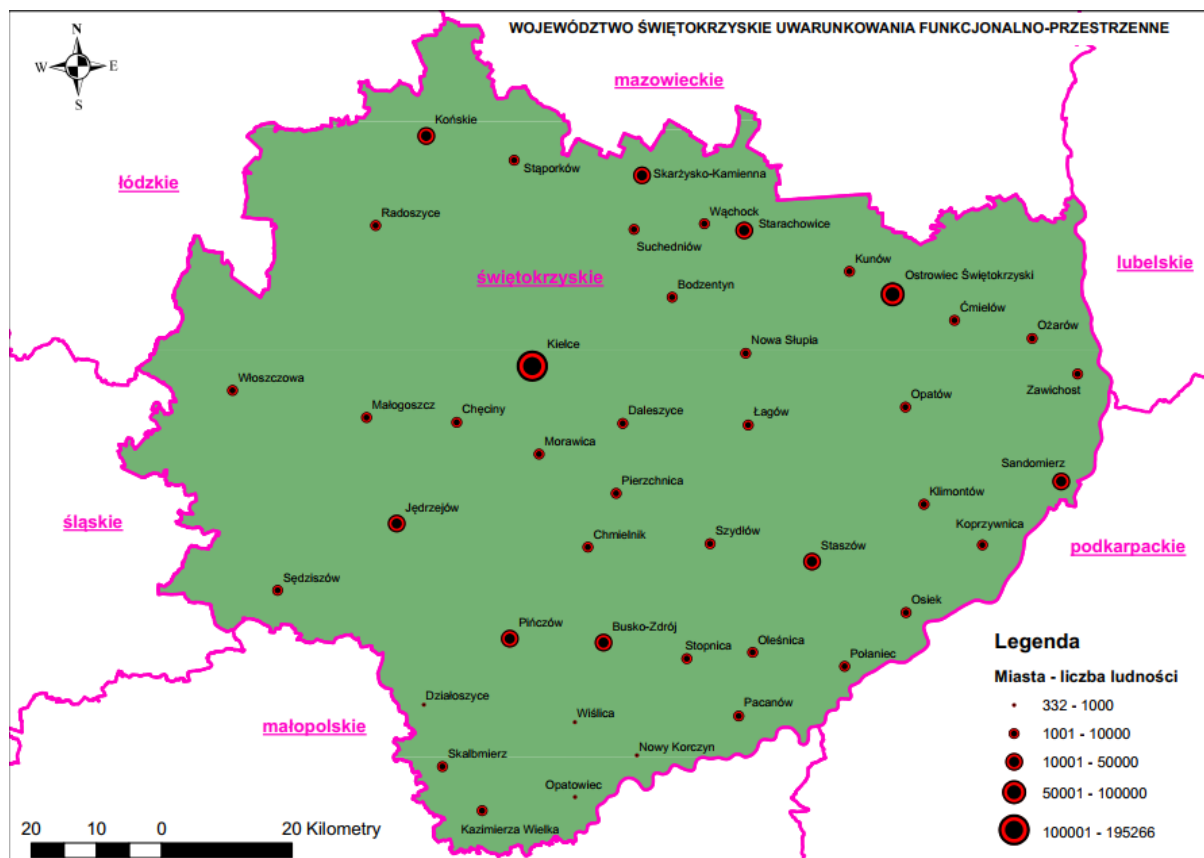 WOJEWÓDZTWO ŚWIĘTOKRZYSKIE UWARUNKOWANIA FUNKCJONALNO-PRZESTRZENNE
N
W
E
S
mazowieckie
Końskie
Stąporków
Skarżysko-Kamienna
łódzkie
Radoszyce
Wąchock
Starachowice
Suchedniów
Kunów
lubelskie
świętokrzyskie
Ostrowiec Świętokrzyski
Bodzentyn
Ćmielów
Ożarów
Kielce
Nowa Słupia
Włoszczowa
Zawichost
Małogoszcz
Chęciny
Daleszyce
Łagów
Opatów
Morawica
Sandomierz
Pierzchnica
Klimontów
Jędrzejów
śląskie
Koprzywnica
Chmielnik
Szydłów
Staszów
podkarpackie
Sędziszów
Osiek
Pińczów
Busko-Zdrój
Stopnica
Oleśnica
Połaniec
Działoszyce
Wiślica
Pacanów
małopolskie
Skalbmierz
Nowy Korczyn
Opatowiec
Kazimierza Wielka
Legenda
Miasta - liczba ludności
332 - 1000
1001 - 10000
10001 - 50000
50001 - 100000
100001 - 195266
20 10 0 20 Kilometry